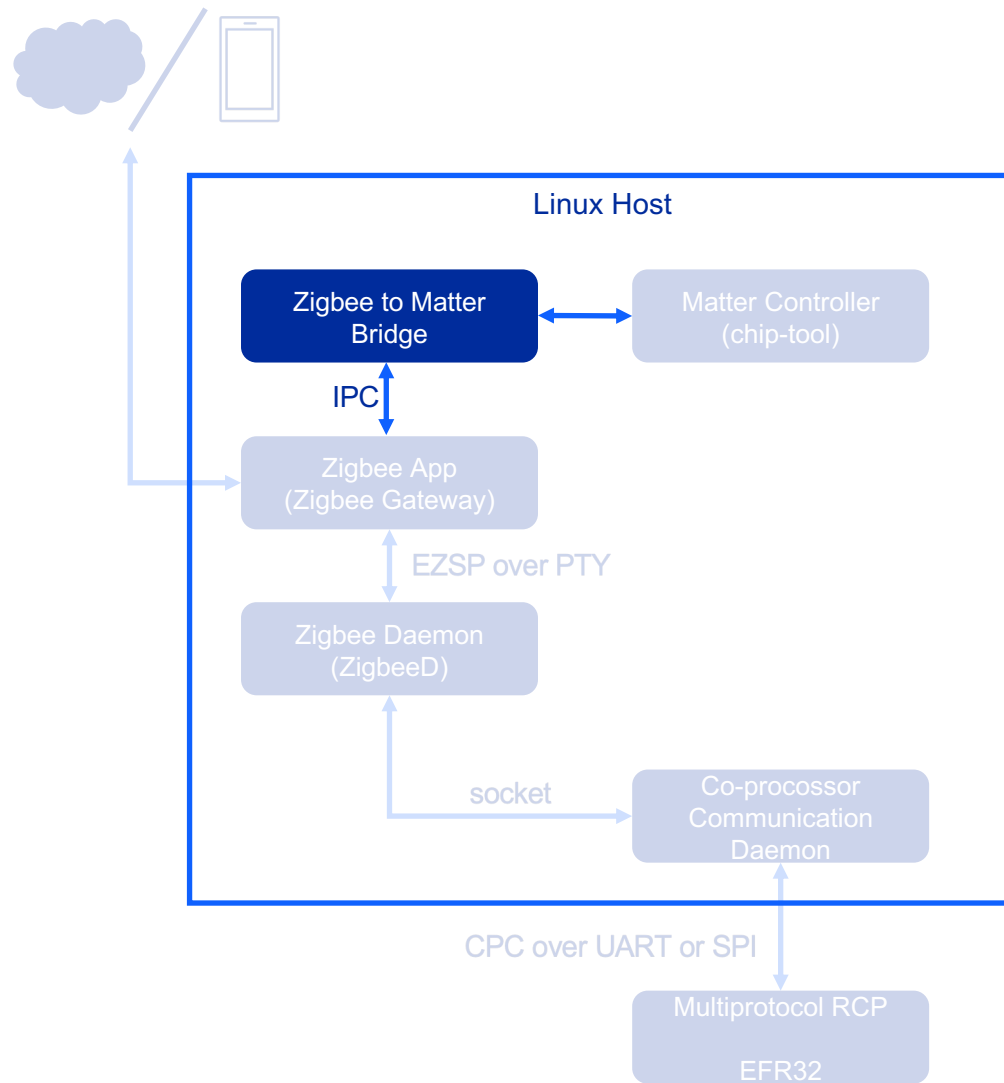 Linux Host
Zigbee to Matter
Bridge
Matter Controller
(chip-tool)
IPC
Zigbee App
(Zigbee Gateway)
EZSP over PTY
Zigbee Daemon
(ZigbeeD)
socket
Co-procossor
Communication
Daemon
CPC over UART or SPI
Multiprotocol RCP
EFR32